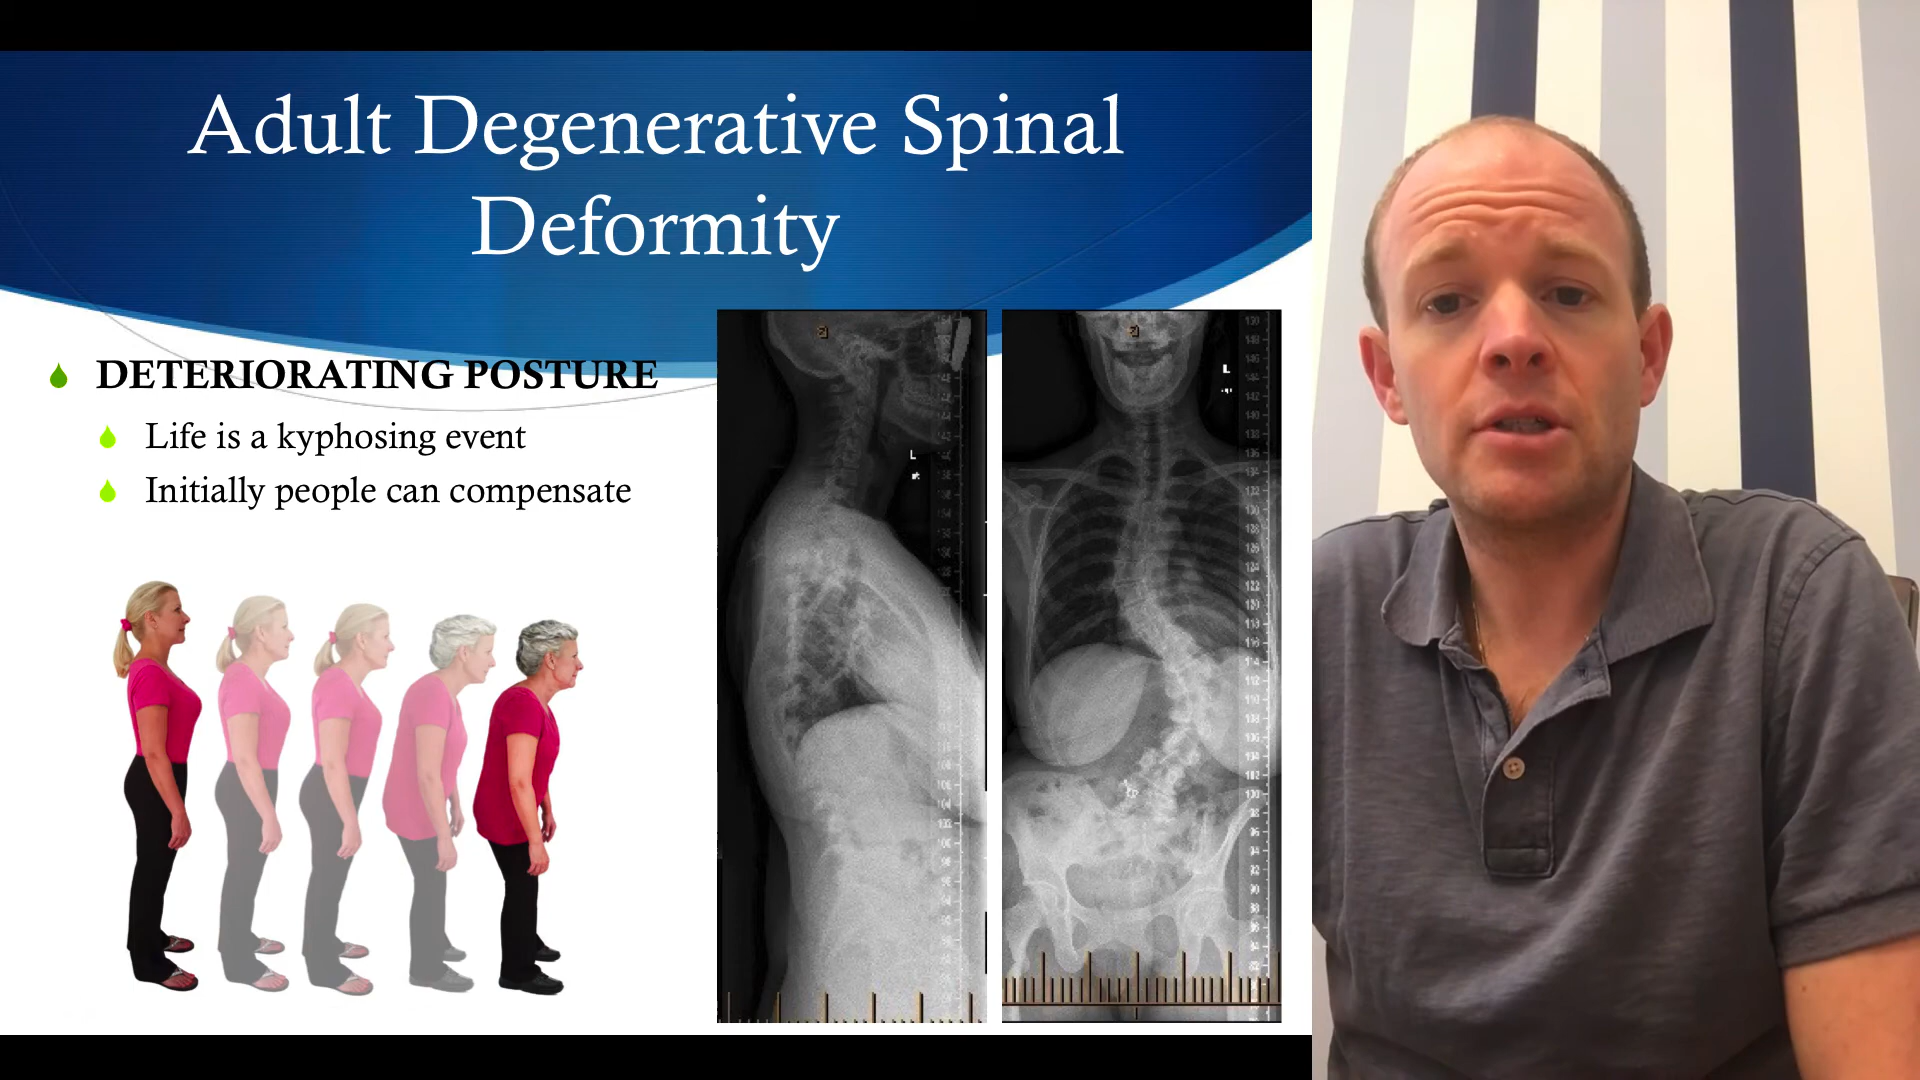 Adult Degenerative Spinal
Deformity
DETERIORATING POSTURE
Life is a kyphosing event
Initially people can compensate
L
L